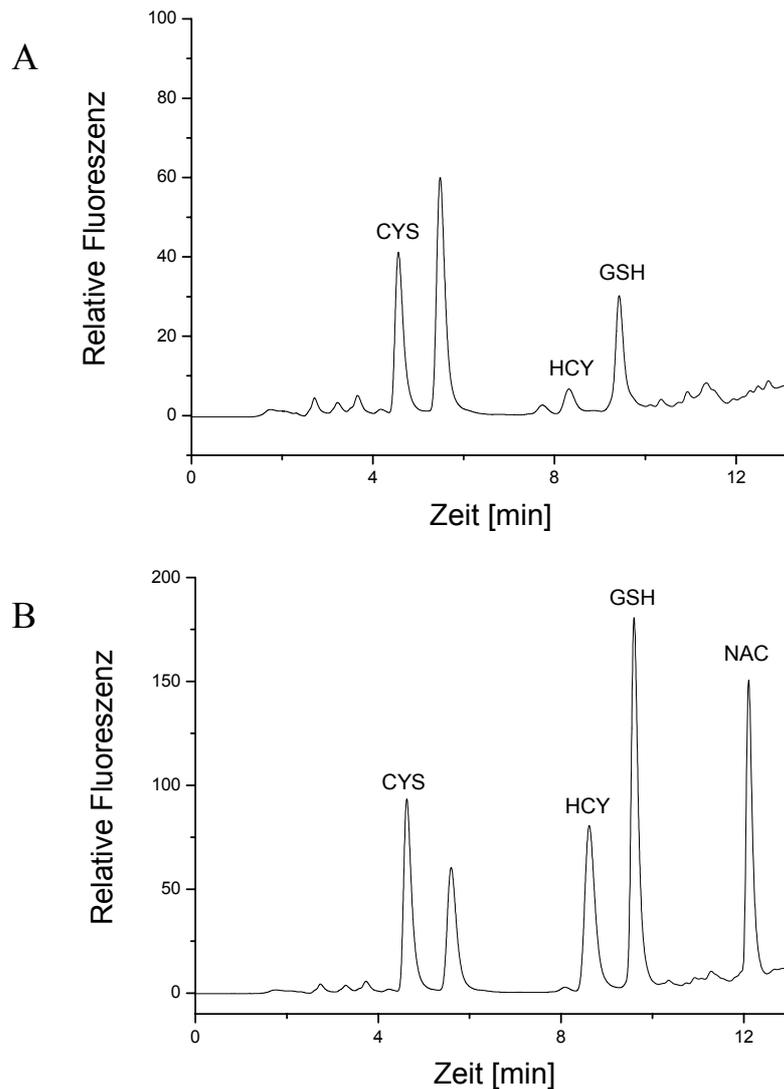 A
Relative Fluoreszenz
100
80
60
40
20
0
CYS
HCY
GSH
0 4 8 12
Zeit [min]
B
Relative Fluoreszenz
200
150
100
50
0
CYS
HCY
GSH
NAC
0 4 8 12
Zeit [min]